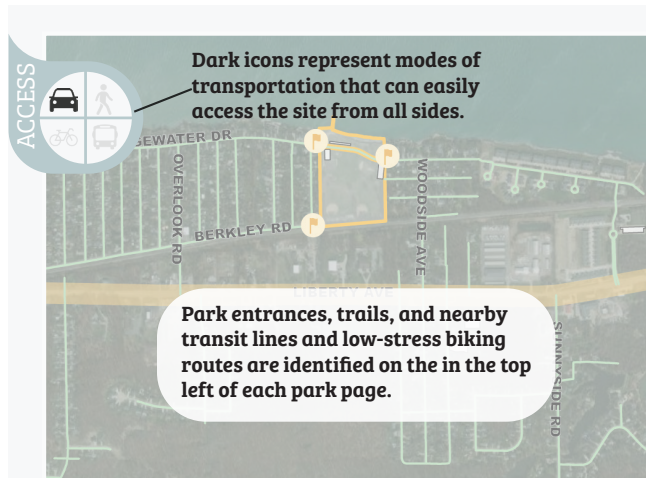 ACCESS
Dark icons represent modes of
transportation that can easily
access the site from all sides.
SEWATER DR
OVERLOOK RD
WOODSIDE AVE
BERKLEY RD
LIBERTY AVE
Park entrances, trails, and nearby
transit lines and low-stress biking
routes are identified on the in the top
left of each park page.
SUNNYSIDE RD